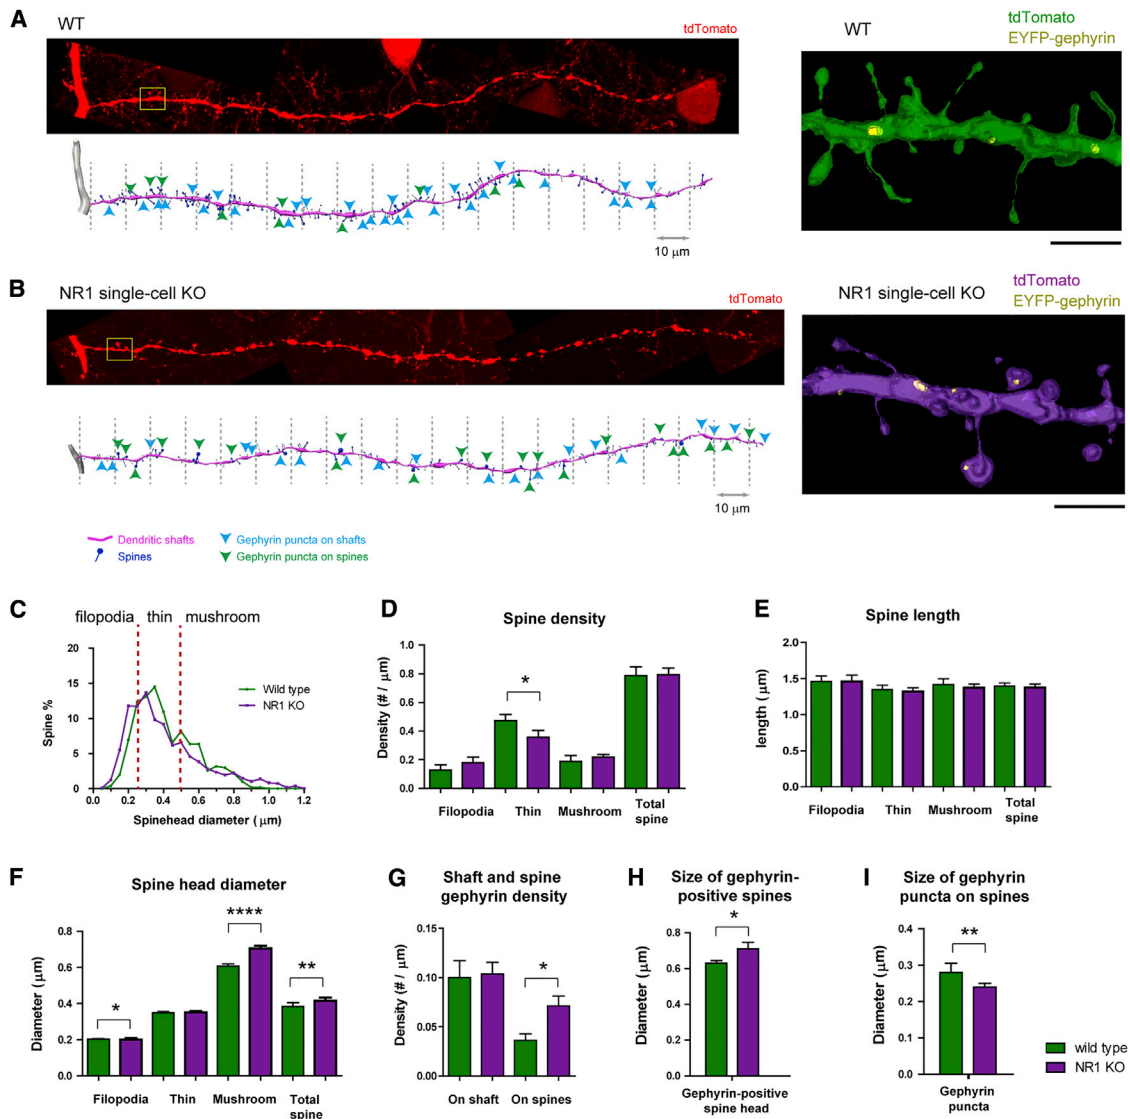 A
WT
tdTomato
WT
tdTomato
EYFP-gephyrin
10 μm
B
NR1 single-cell KO
tdTomato
NR1 single-cell KO
tdTomato
EYFP-gephyrin
10 μm
Dendritic shafts
Spines
Gephyrin puncta on shafts
Gephyrin puncta on spines
C
filopodia
thin
mushroom
20
15
10
5
0
Spine %
Wild type
NR1 KO
0.0 0.2 0.4 0.6 0.8 1.0 1.2
Spinehead diameter (μm)
D
Spine density
Density (# / μm)
1.0
0.8
0.6
0.4
0.2
0.0
*
Filopodia
Thin
Mushroom
Total
spine
E
Spine length
length (μm)
2.0
1.5
1.0
0.5
0.0
Filopodia
Thin
Mushroom
Total
spine
F
Spine head diameter
Diameter (μm)
0.8
0.6
0.4
0.2
0.0
*
****
**
Filopodia
Thin
Mushroom
Total
spine
G
Shaft and spine
gephyrin density
Density (# / μm)
0.15
0.10
0.05
0.00
*
On shaft
On spines
H
Size of gephyrin-
positive spines
Diameter (μm)
0.8
0.6
0.4
0.2
0.0
*
Gephyrin-positive
spine head
I
Size of gephyrin
puncta on spines
Diameter (μm)
0.4
0.3
0.2
0.1
0.0
**
Gephyrin
puncta
wild type
NR1 KO